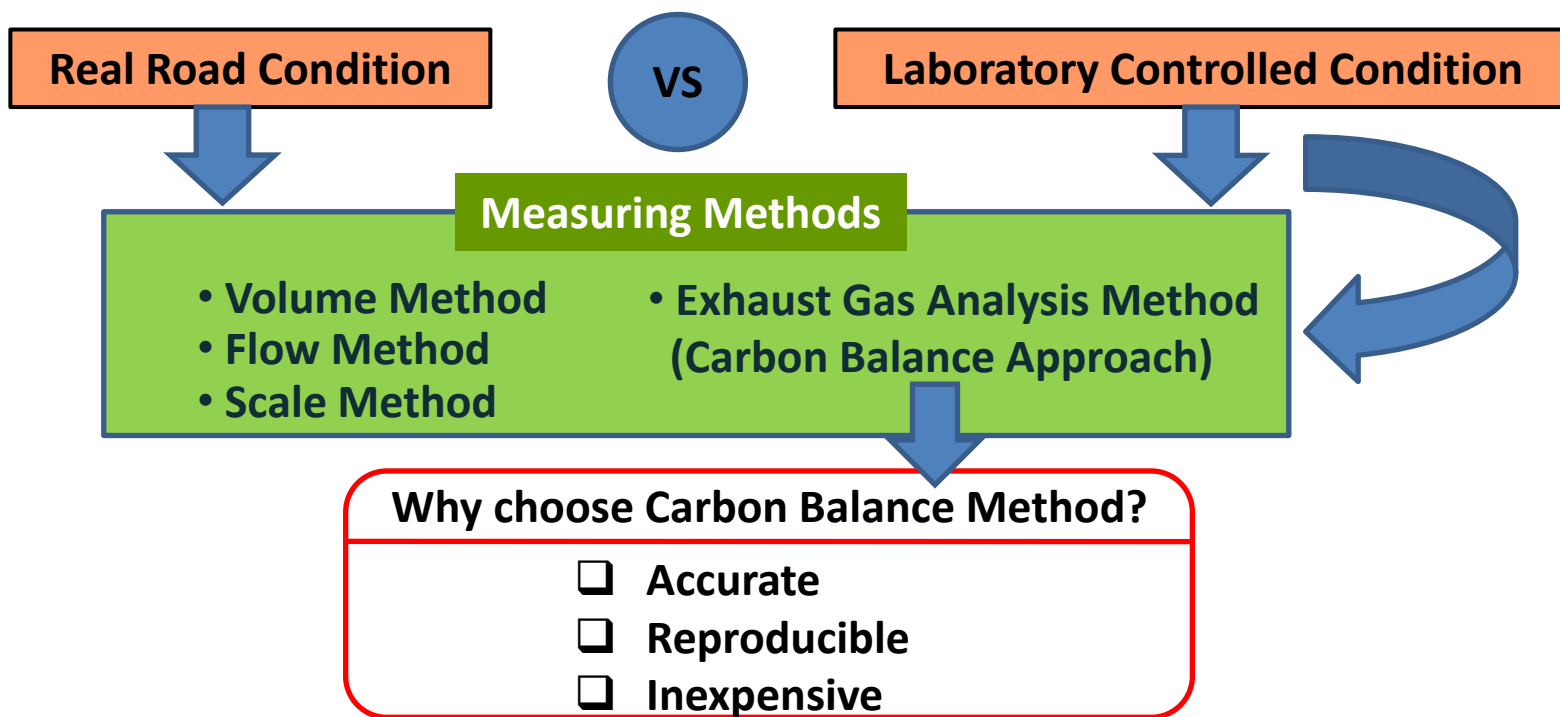 Real Road Condition
VS
Laboratory Controlled Condition
Measuring Methods
• Volume Method
• Flow Method
• Scale Method
• Exhaust Gas Analysis Method
(Carbon Balance Approach)
Why choose Carbon Balance Method?
❑ Accurate
❑ Reproducible
❑ Inexpensive